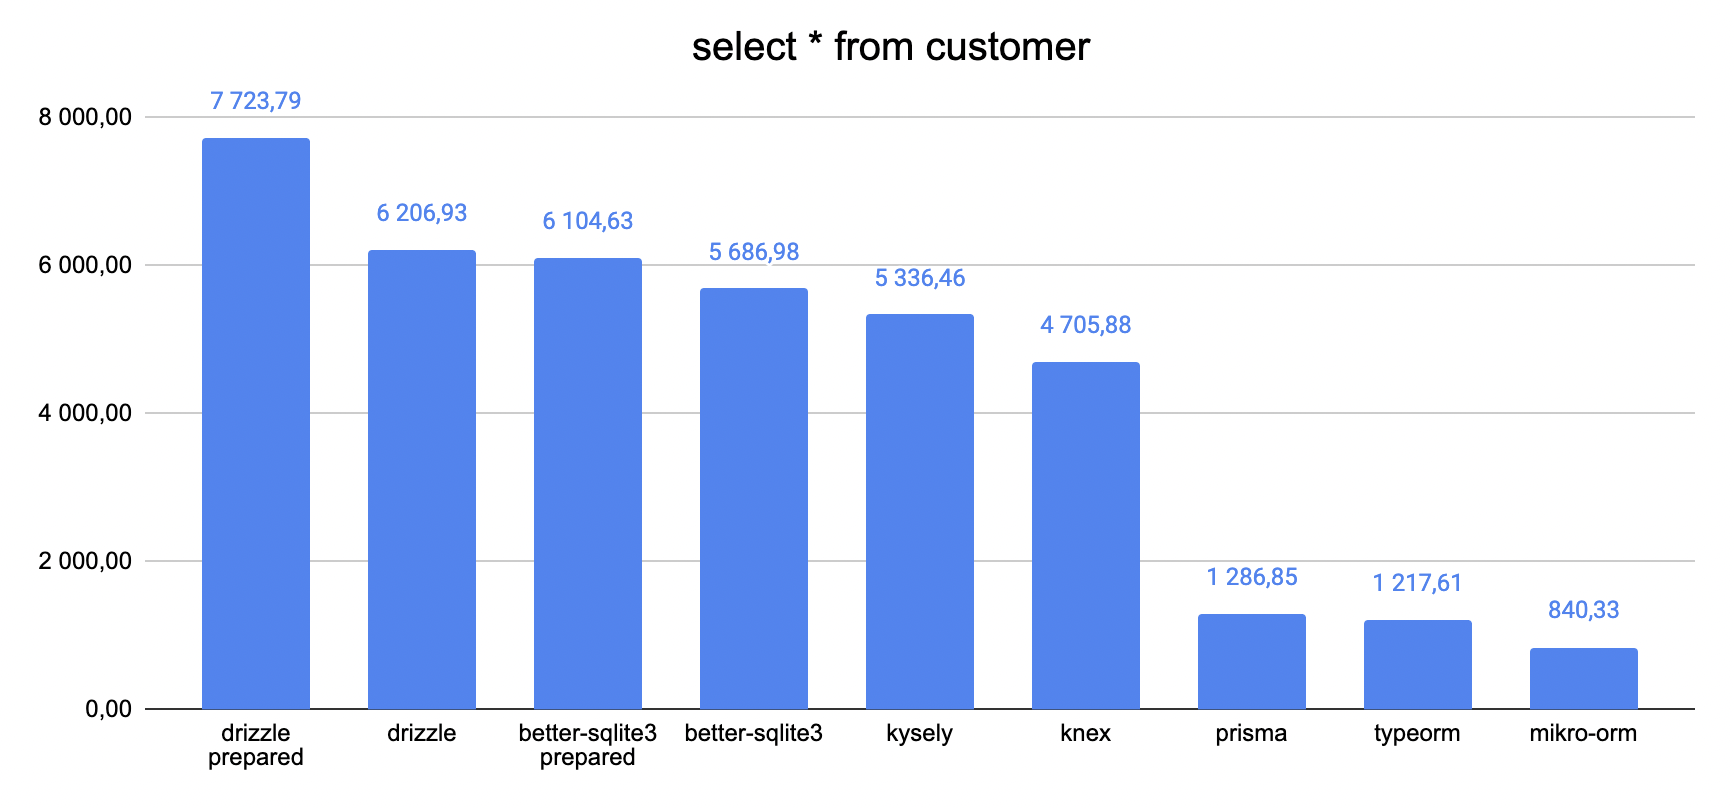 select * from customer
8 000,00
6 000,00
4 000,00
2 000,00
0,00
7 723,79
6 206,93
6 104,63
5 686,98
5 336,46
4 705,88
1 286,85
1 217,61
840,33
drizzle
prepared
drizzle
better-sqlite3
prepared
better-sqlite3
kysely
knex
prisma
typeorm
mikro-orm